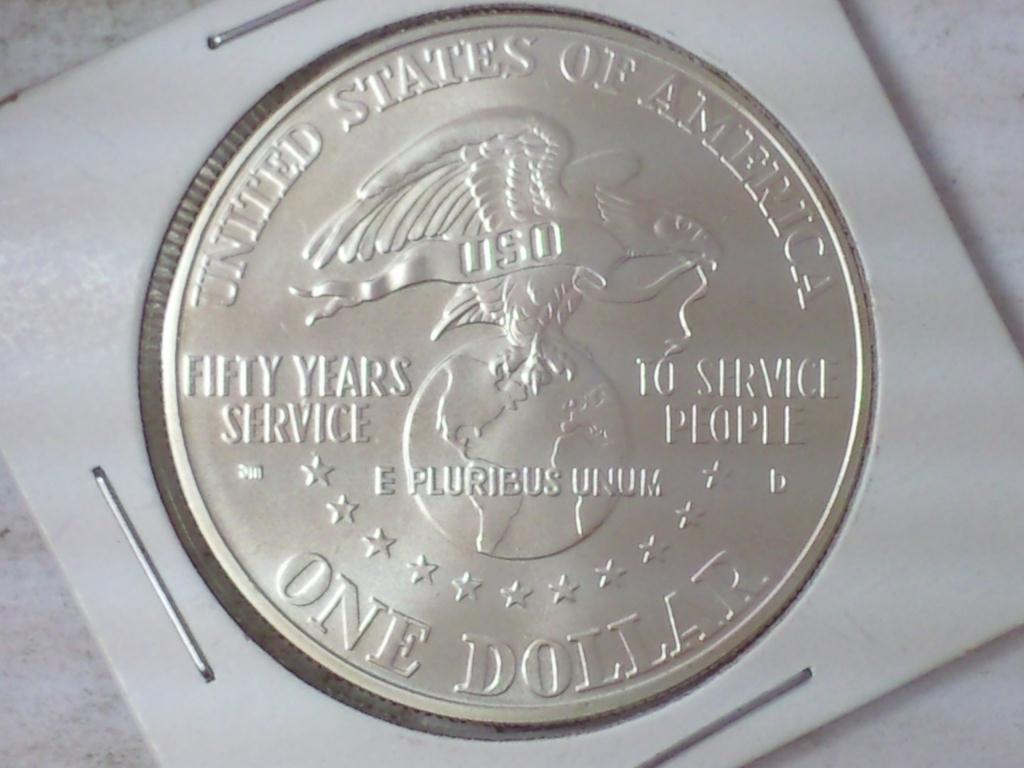 UNITED STATES OF AMERICA
USO
FIFTY YEARS
SERVICE
TO SERVICE
PEOPLE
E PLURIBUS UNUM
D
ONE DOLLAR